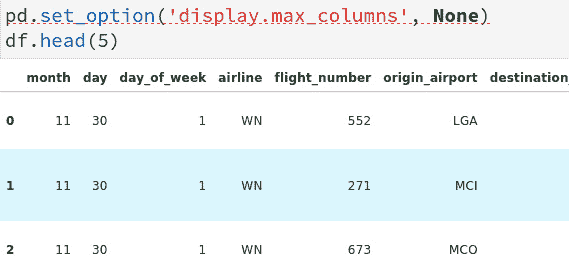 pd.set_option('display.max_columns', None)
df.head(5)
month day day_of_week airline flight_number origin_airport destination_
0 11 30 1 WN 552 LGA
1 11 30 1 WN 271 MCI
2 11 30 1 WN 673 MCO